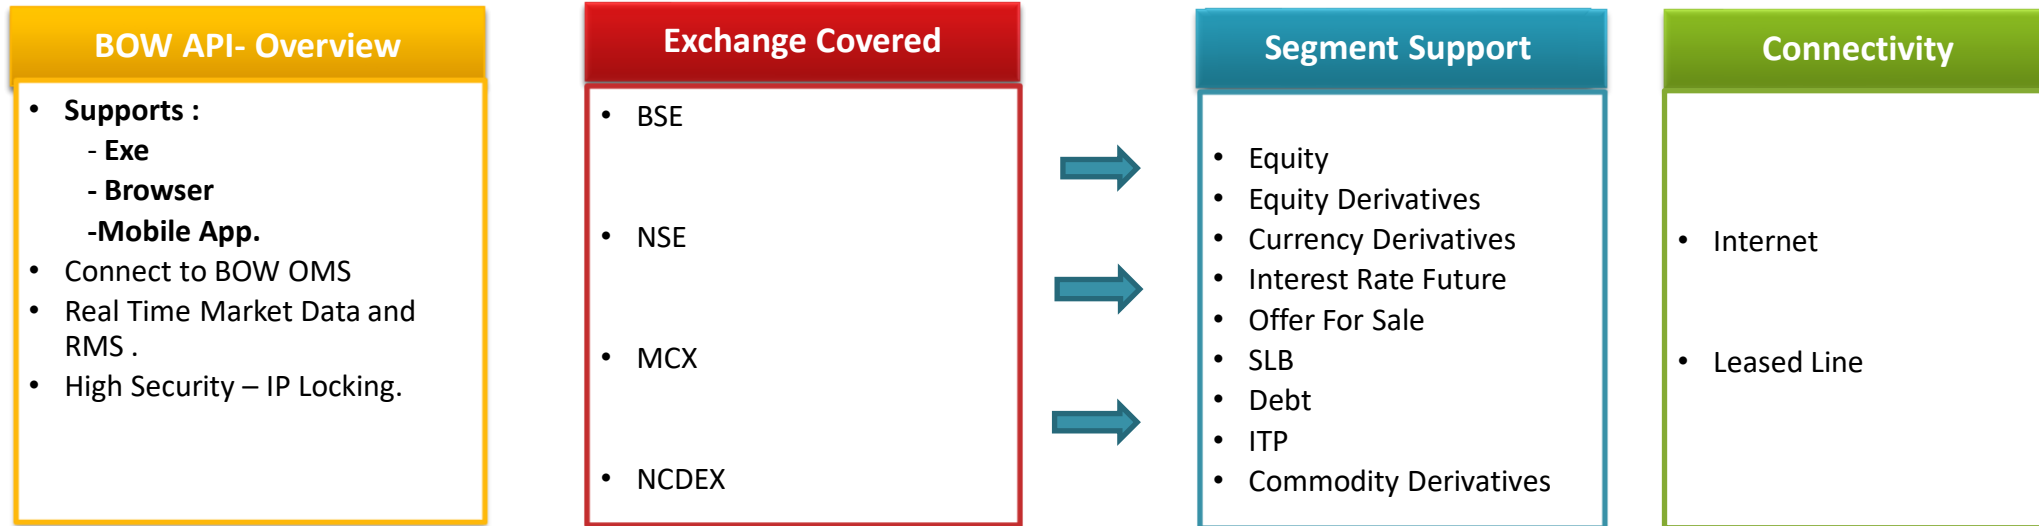 BOW API- Overview
• Supports :
- Exe
- Browser
-Mobile App.
• Connect to BOW OMS
• Real Time Market Data and
RMS .
• High Security – IP Locking.
Exchange Covered
• BSE
• NSE
• MCX
• NCDEX
Segment Support
• Equity
• Equity Derivatives
• Currency Derivatives
• Interest Rate Future
• Offer For Sale
• SLB
• Debt
• ITP
• Commodity Derivatives
Connectivity
• Internet
• Leased Line